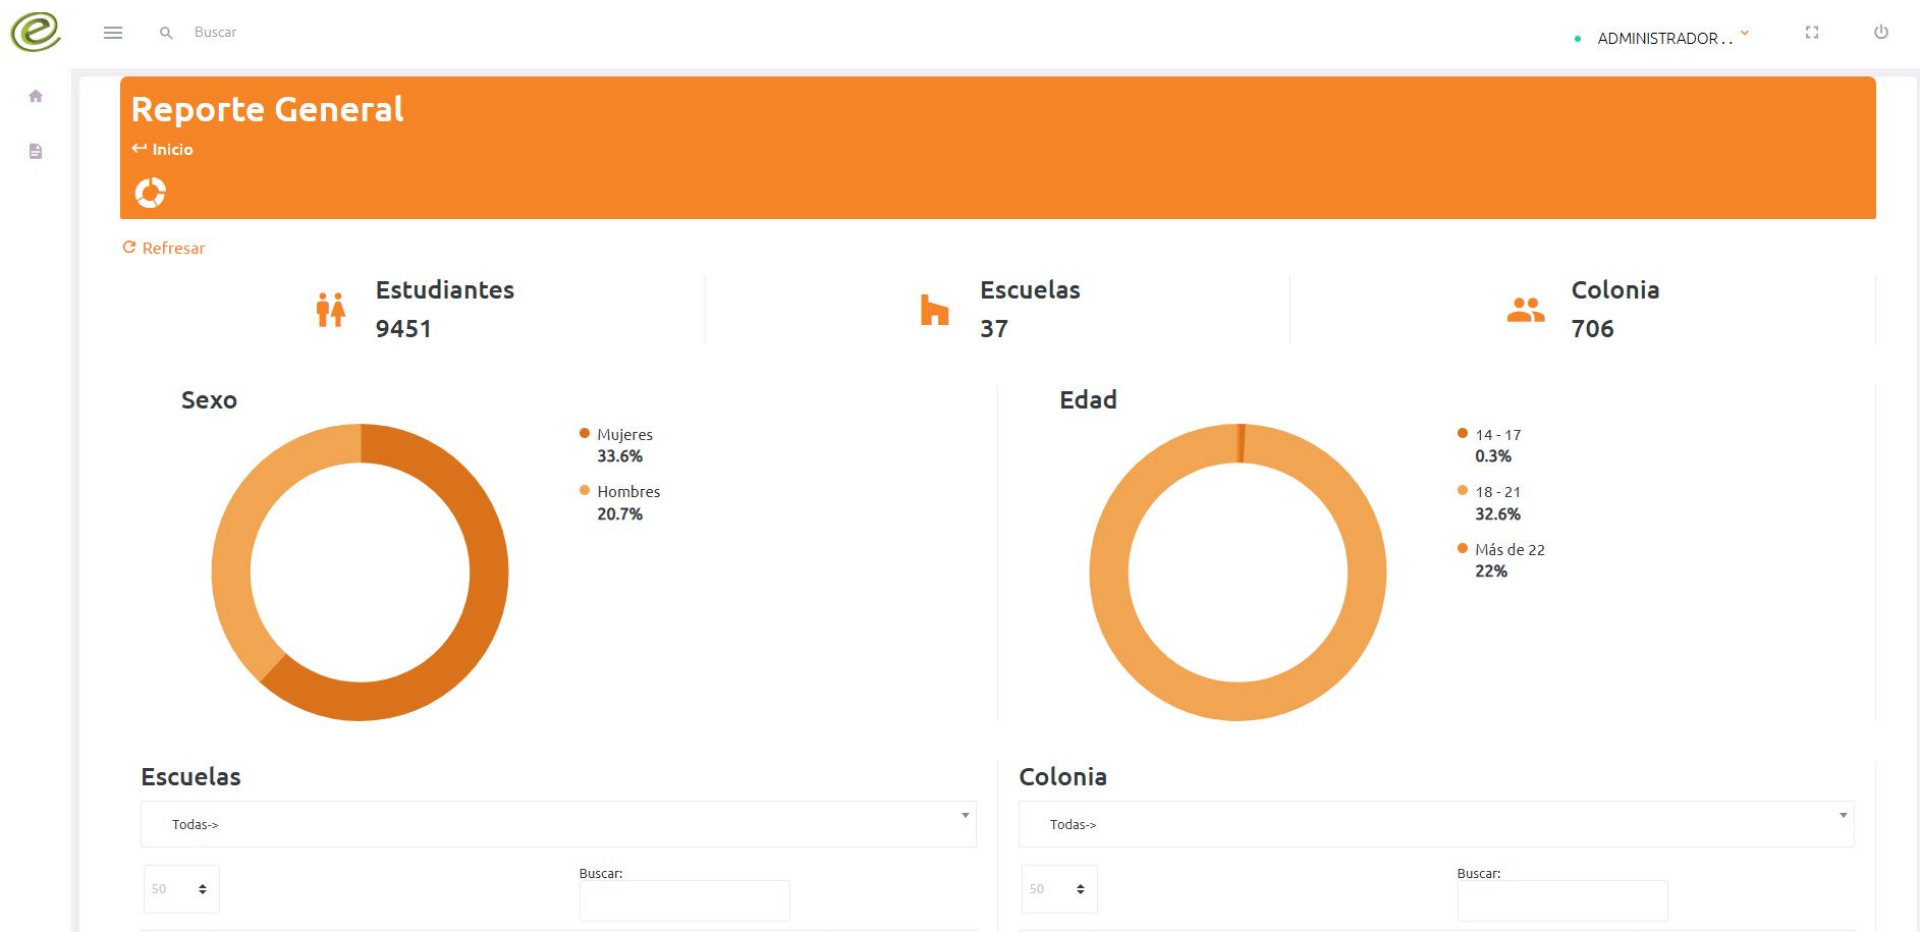 Buscar
ADMINISTRADOR . .
Reporte General
Inicio
Refresar
Estudiantes
9451
Escuelas
37
Colonia
706
Sexo
Mujeres
33.6%
Hombres
20.7%
Edad
14 - 17
0.3%
18 - 21
32.6%
Más de 22
22%
Escuelas
Todas->
50
Buscar:
Colonia
Todas->
50
Buscar: